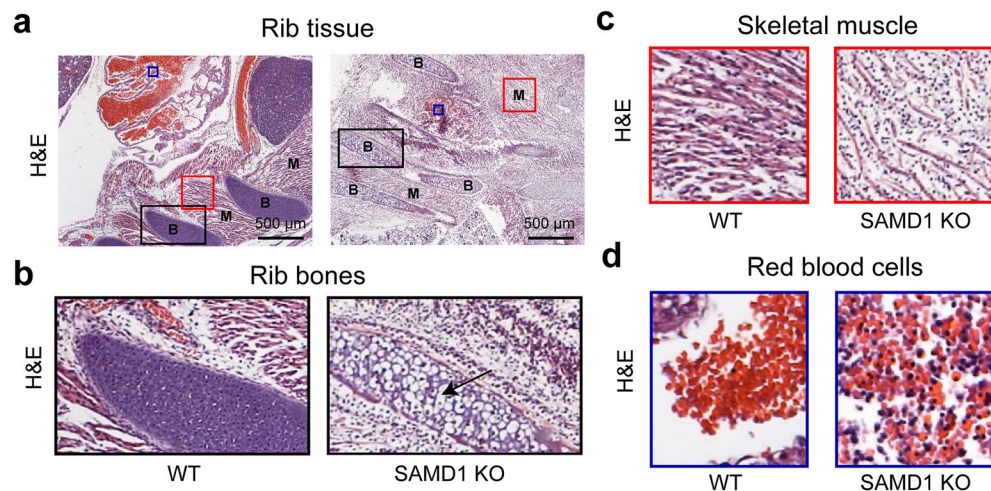 a
Rib tissue
H&E
B
M
M
B
B
500 µm
B
M
B
B
M
B
500 µm
b
Rib bones
H&E
WT
SAMD1 KO
c
Skeletal muscle
H&E
WT
SAMD1 KO
d
Red blood cells
H&E
WT
SAMD1 KO